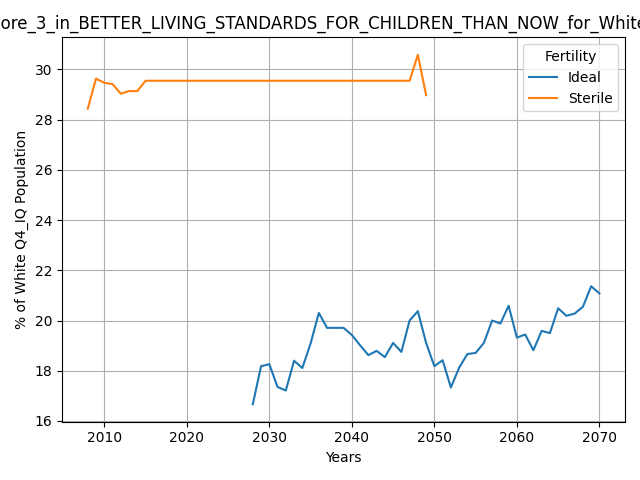 ore_3_in_BETTER_LIVING_STANDARDS_FOR_CHILDREN_THAN_NOW_for_White
Fertility
Ideal
Sterile
% of White Q4_IQ Population
30
28
26
24
22
20
18
16
2010
2020
2030
2040
2050
2060
2070
Years